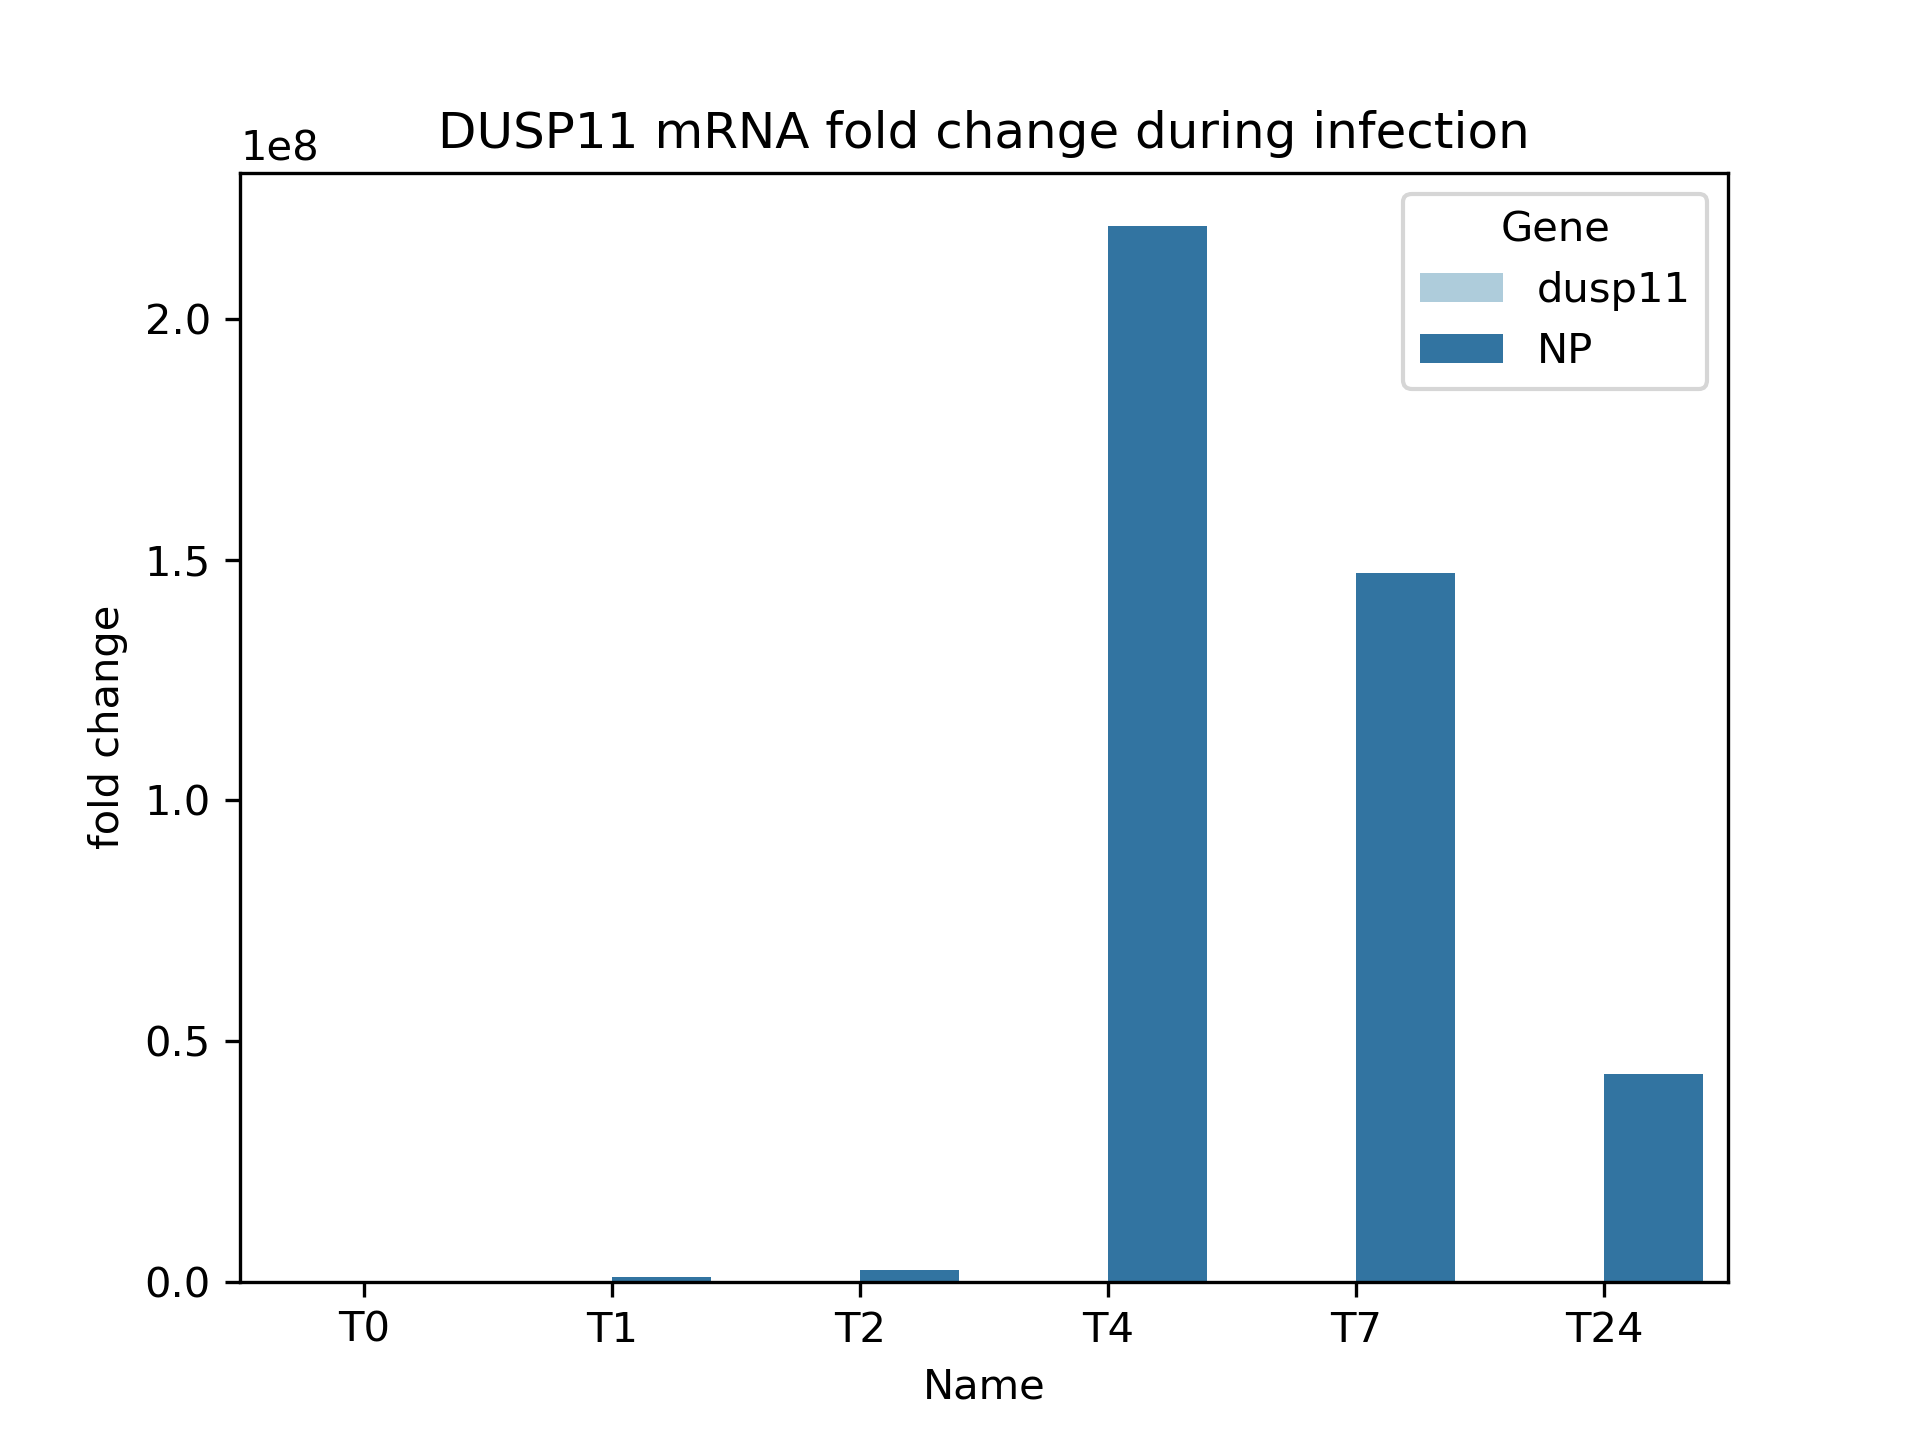 DUSP11 mRNA fold change during infection
1e8
Gene
dusp11
NP
2.0
1.5
1.0
0.5
0.0
fold change
T0 T1 T2 T4 T7 T24
Name